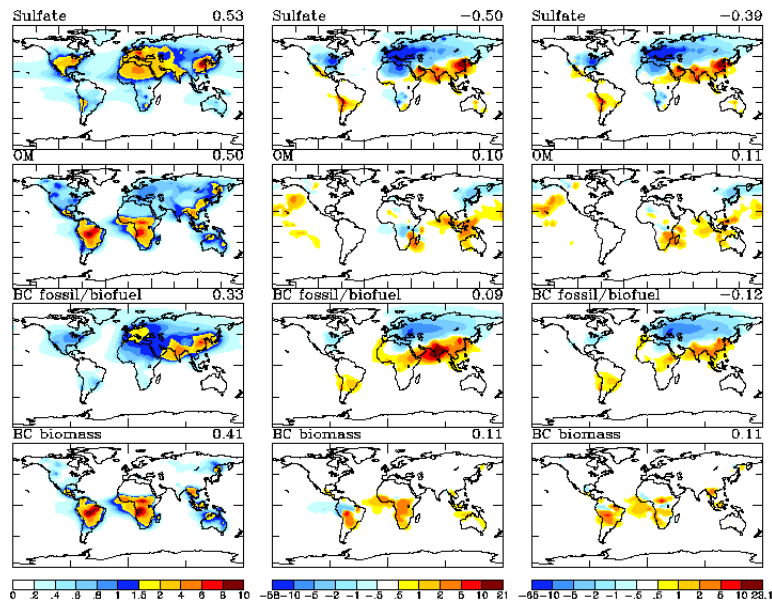 Sulfate 0.53 Sulfate −0.50 Sulfate −0.39
OM 0.50 OM 0.10 OM 0.11
BC fossil/biofuel 0.33 BC fossil/biofuel 0.09 BC fossil/biofuel −0.12
BC biomass 0.41 BC biomass 0.11 BC biomass 0.11
0 .2 .4 .6 .8 1 1.5 2 4 6 8 10 -58-10 -5 -2 -1 -.5 .5 1 2 5 10 21 -65-10 -5 -2 -1 -.5 .5 1 2 5 10 23.1